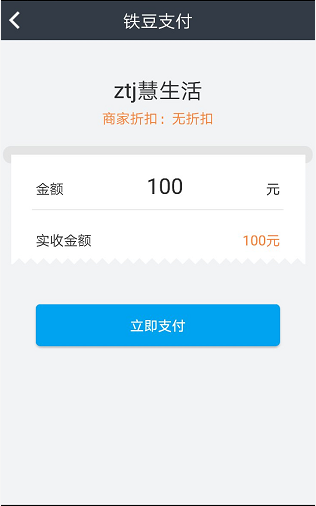 铁豆支付
ztj慧生活
商家折扣：无折扣
金额 100 元
实收金额 100元
立即支付